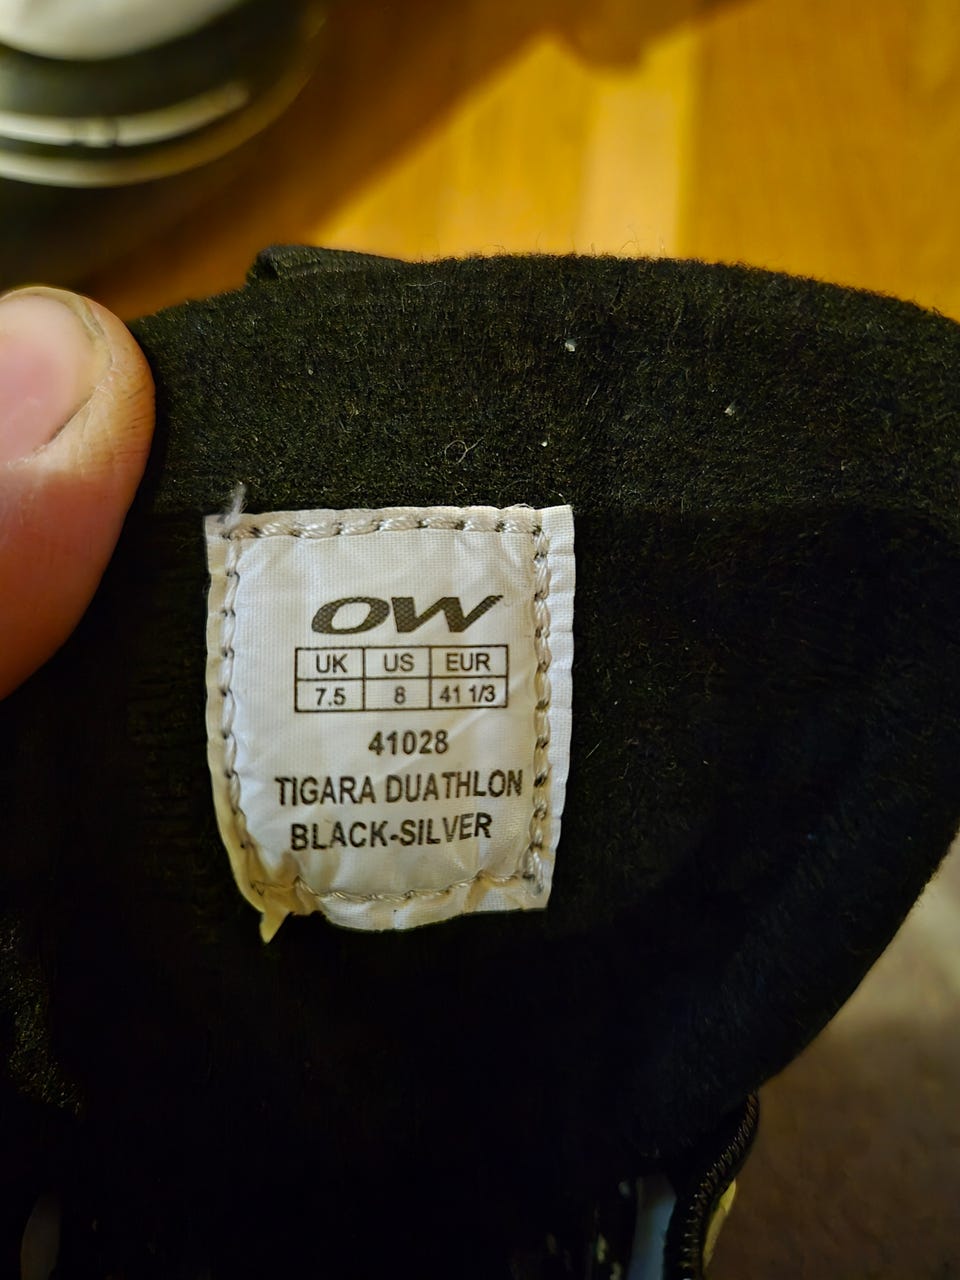 OW
UK US EUR
7.5 8 41 1/3
41028
TIGARA DUATHLON
BLACK-SILVER